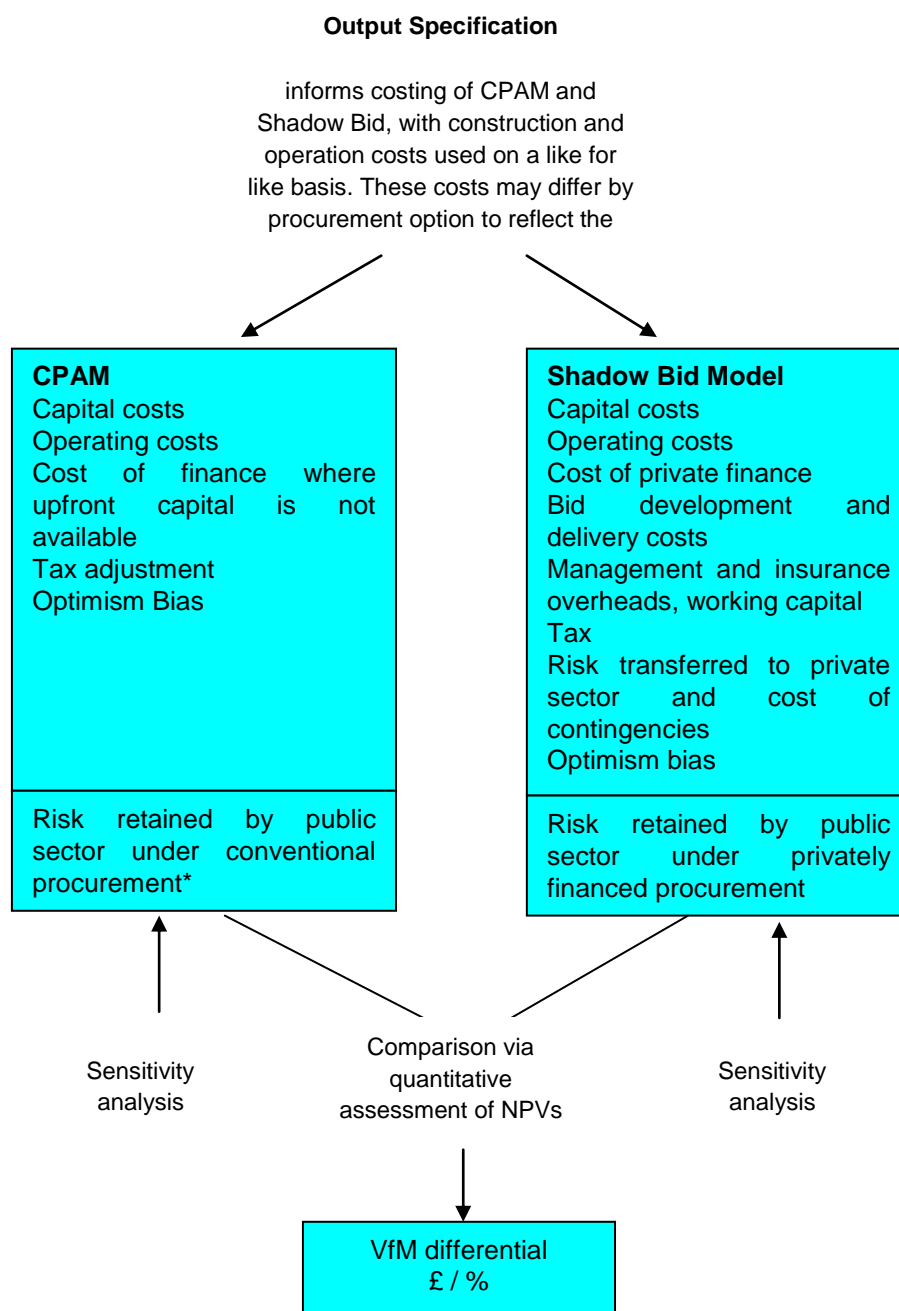 Output Specification
informs costing of CPAM and
Shadow Bid, with construction and
operation costs used on a like for
like basis. These costs may differ by
procurement option to reflect the
CPAM
Capital costs
Operating costs
Cost of finance where
upfront capital is not
available
Tax adjustment
Optimism Bias
Risk retained by public
sector under conventional
procurement*
Shadow Bid Model
Capital costs
Operating costs
Cost of private finance
Bid development and
delivery costs
Management and insurance
overheads, working capital
Tax
Risk transferred to private
sector and cost of
contingencies
Optimism bias
Risk retained by public
sector under privately
financed procurement
Sensitivity
analysis
Comparison via
quantitative
assessment of NPVs
Sensitivity
analysis
VfM differential
£ / %